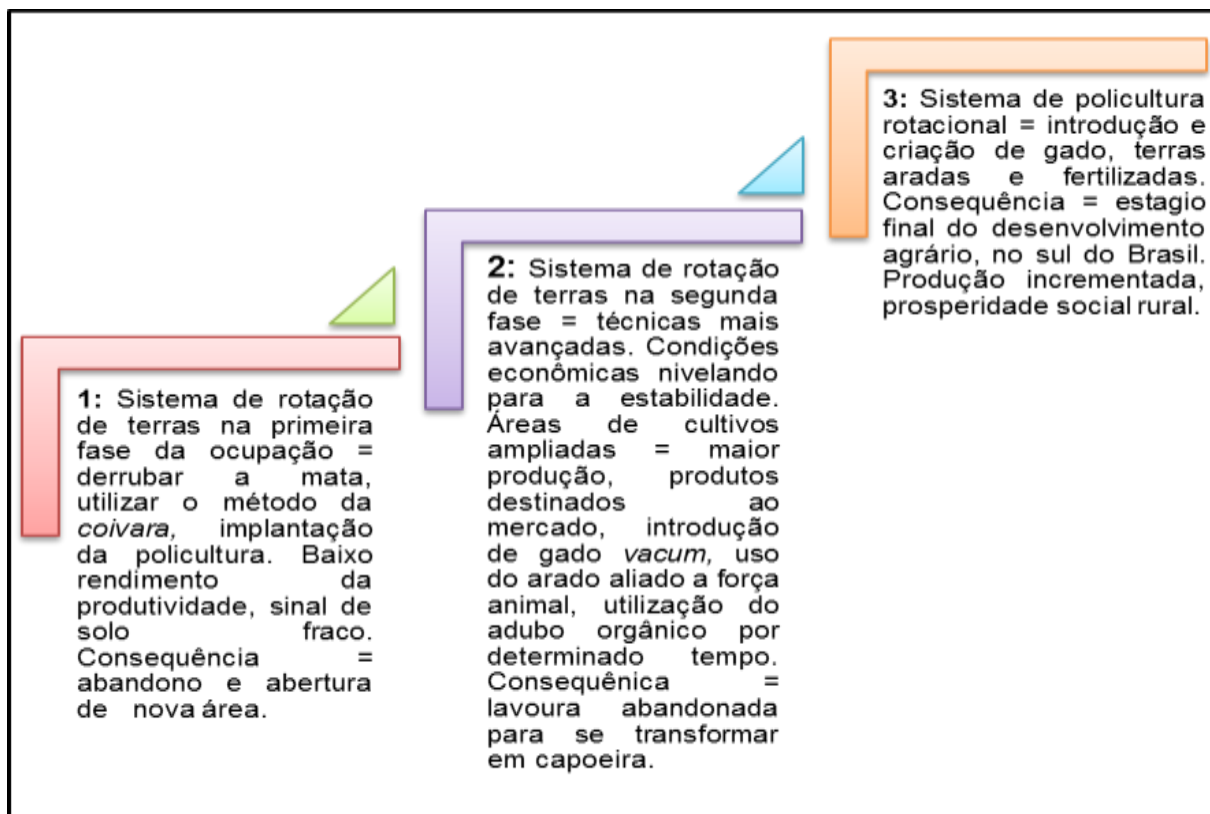 1: Sistema de rotação
de terras na primeira
fase da ocupação =
derrubar a mata,
utilizar o método da
coivara, implantação
da policultura. Baixo
rendimento da
produtividade, sinal de
solo fraco.
Consequência =
abandono e abertura
de nova área.
2: Sistema de rotação
de terras na segunda
fase = técnicas mais
avançadas. Condições
econômicas nivelando
para a estabilidade.
Áreas de cultivos
ampliadas = maior
produção, produtos
destinados ao
mercado, introdução
de gado vacum, uso
do arado aliado a força
animal, utilização do
adubo orgânico por
determinado tempo.
Consequênica =
lavoura abandonada
para se transformar
em capoeira.
3: Sistema de policultura
rotacional = introdução e
criação de gado, terras
aradas e fertilizadas.
Consequência = estagio
final do desenvolvimento
agrário, no sul do Brasil.
Produção incrementada,
prosperidade social rural.